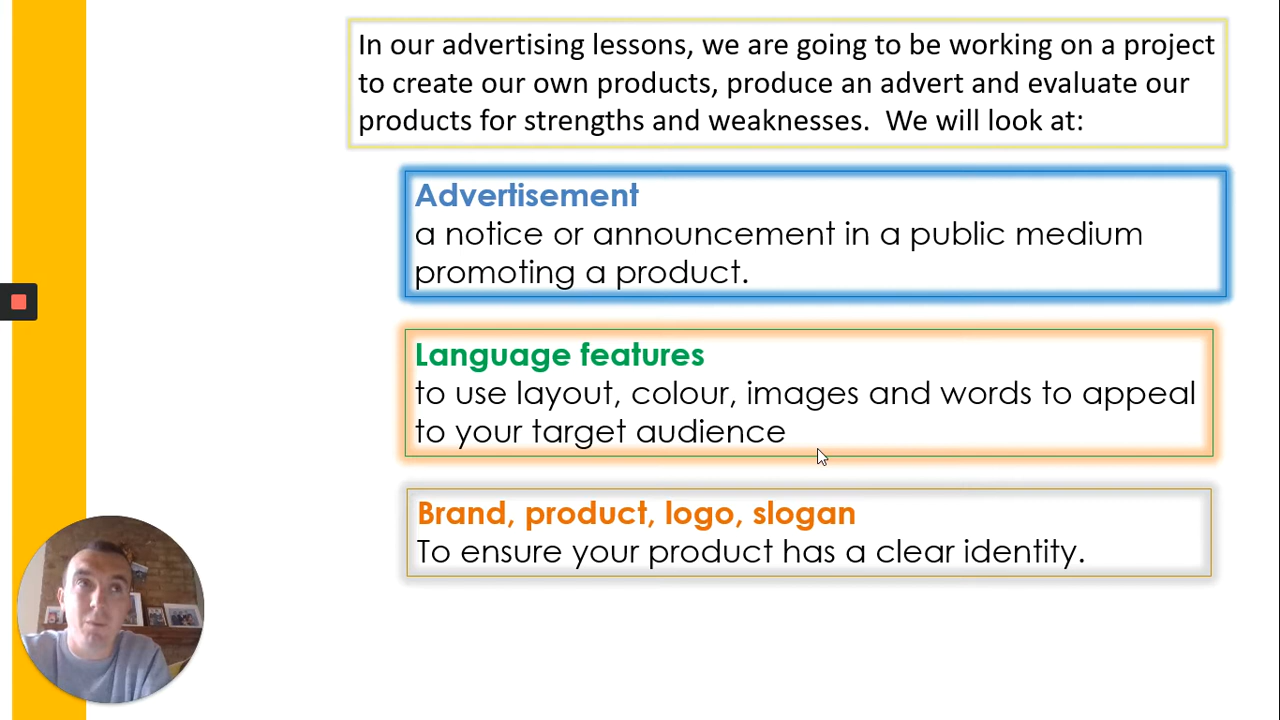 In our advertising lessons, we are going to be working on a project
to create our own products, produce an advert and evaluate our
products for strengths and weaknesses.  We will look at:
Advertisement
a notice or announcement in a public medium
promoting a product.
Language features
to use layout, colour, images and words to appeal
to your target audience
Brand, product, logo, slogan
To ensure your product has a clear identity.